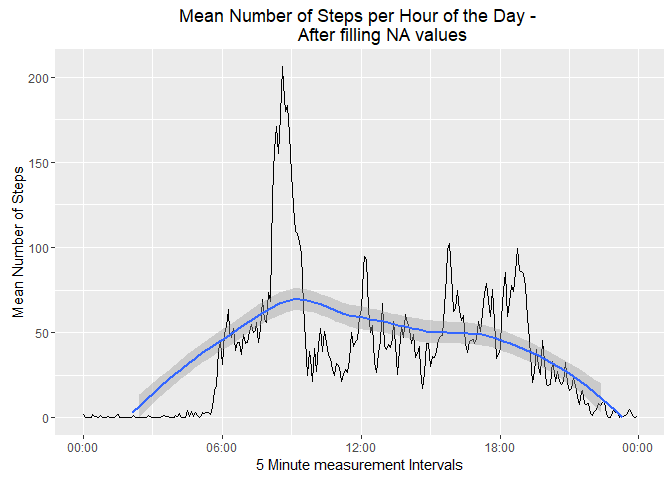 Mean Number of Steps per Hour of the Day -
After filling NA values
Mean Number of Steps
200
150
100
50
0
00:00 06:00 12:00 18:00 00:00
5 Minute measurement Intervals